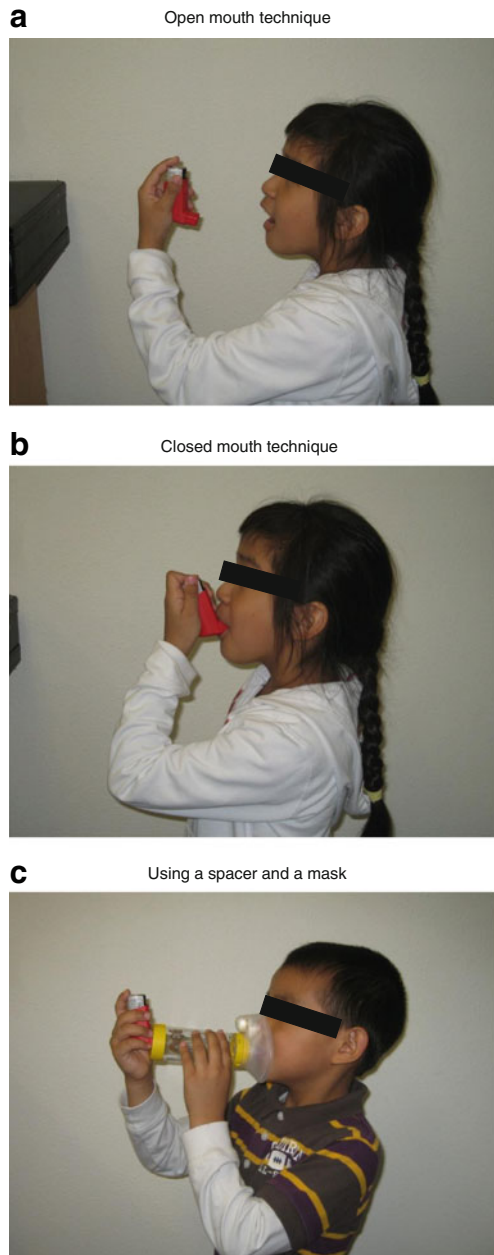 a
Open mouth technique
b
Closed mouth technique
c
Using a spacer and a mask